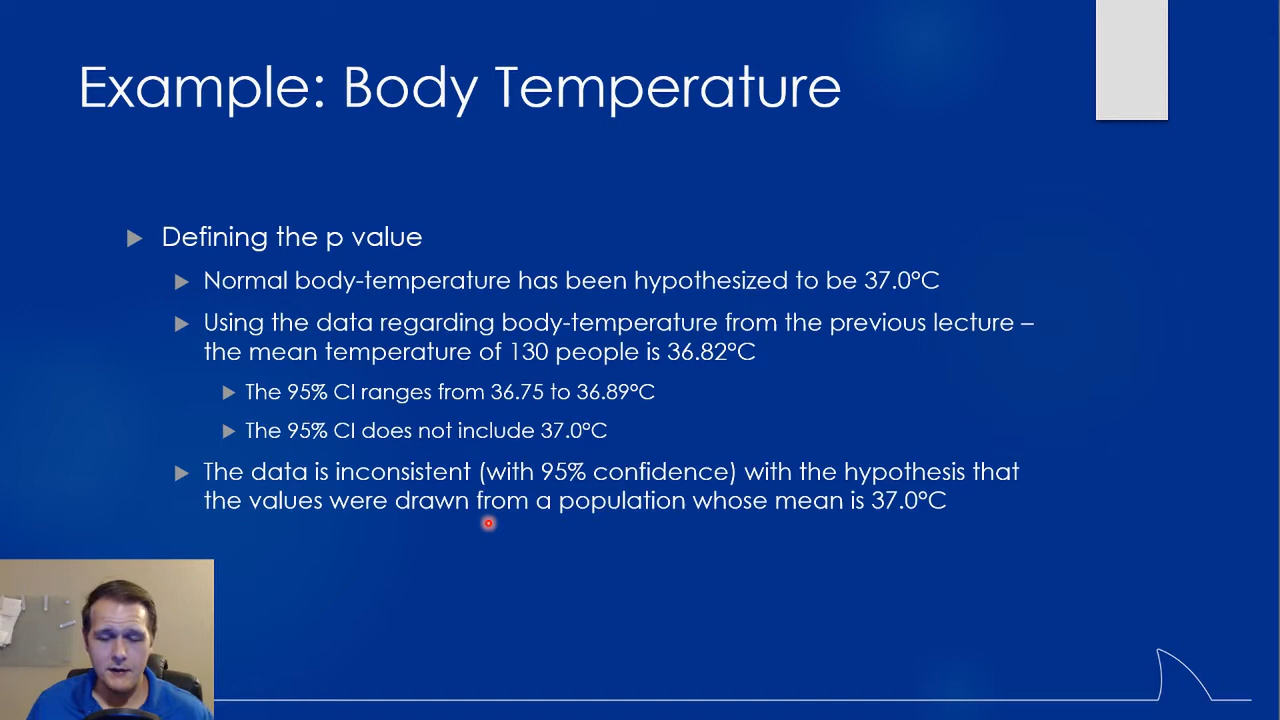 Example: Body Temperature
Defining the p value
Normal body-temperature has been hypothesized to be 37.0°C
Using the data regarding body-temperature from the previous lecture –
the mean temperature of 130 people is 36.82°C
The 95% CI ranges from 36.75 to 36.89°C
The 95% CI does not include 37.0°C
The data is inconsistent (with 95% confidence) with the hypothesis that
the values were drawn from a population whose mean is 37.0°C